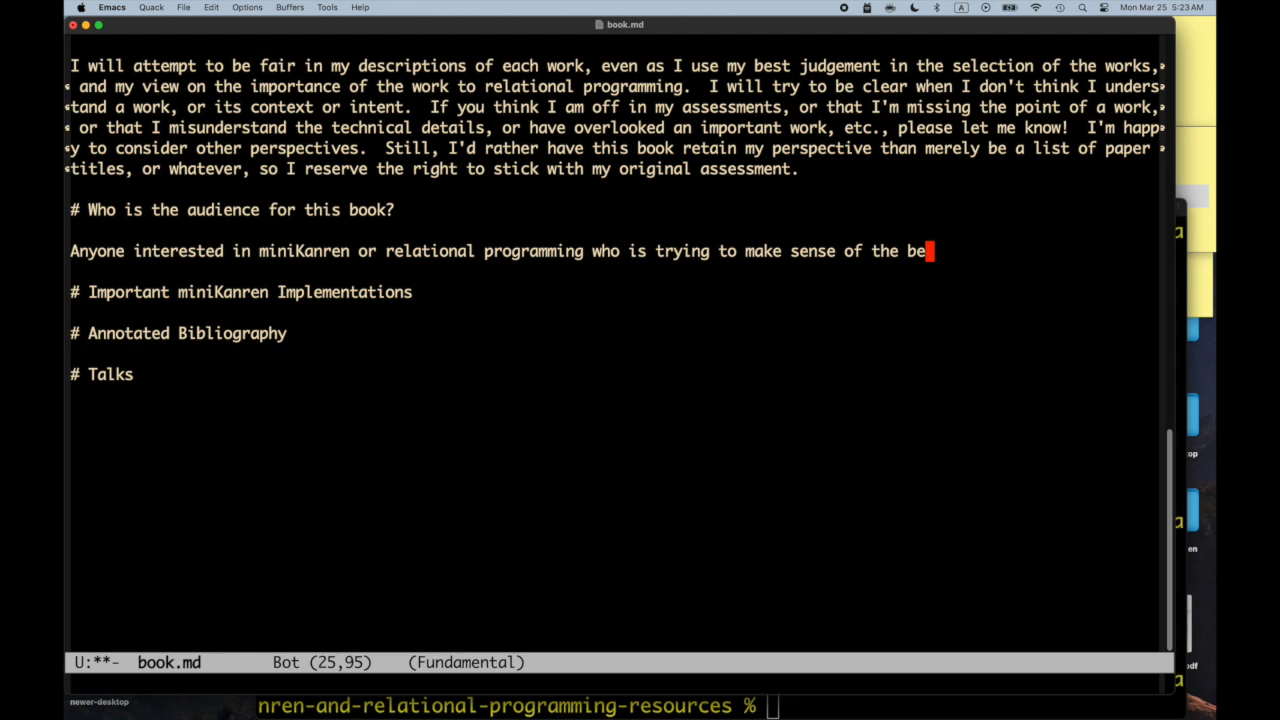 Emacs Quack File Edit Options Buffers Tools Help Mon Mar 25 5:23 AM
book.md
I will attempt to be fair in my descriptions of each work, even as I use my best judgement in the selection of the works,
and my view on the importance of the work to relational programming.  I will try to be clear when I don't think I unders
tand a work, or its context or intent.  If you think I am off in my assessments, or that I'm missing the point of a work,
or that I misunderstand the technical details, or have overlooked an important work, etc., please let me know!  I'm happ
y to consider other perspectives.  Still, I'd rather have this book retain my perspective than merely be a list of paper
titles, or whatever, so I reserve the right to stick with my original assessment.
# Who is the audience for this book?
Anyone interested in miniKanren or relational programming who is trying to make sense of the be
# Important miniKanren Implementations
# Annotated Bibliography
# Talks
U:**-  book.md        Bot (25,95)    (Fundamental)
newer-desktop
nren-and-relational-programming-resources %
a
top
a
en
pdf
a